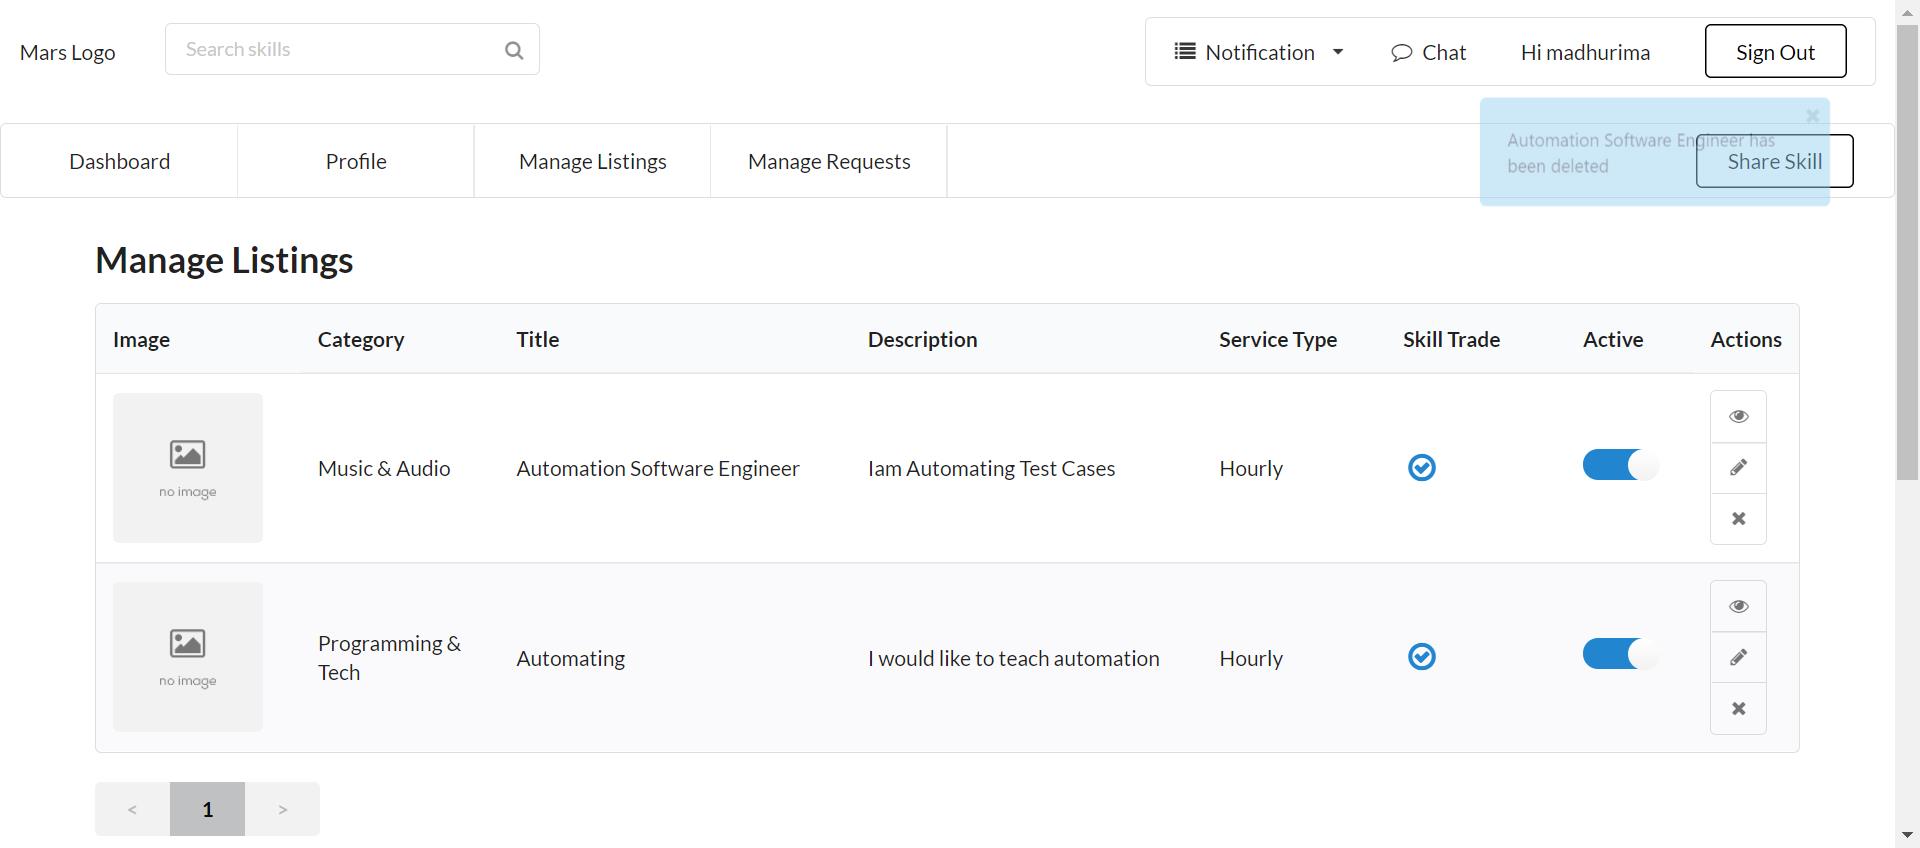 Mars Logo
Search skills
Notification
Chat
Hi madhurima
Sign Out
Automation Software Engineer has
been deleted
Dashboard
Profile
Manage Listings
Manage Requests
Share Skill
Manage Listings
Image Category Title Description Service Type Skill Trade Active Actions
no image
Music & Audio
Automation Software Engineer
Iam Automating Test Cases
Hourly
no image
Programming &
Tech
Automating
I would like to teach automation
Hourly
< 1 >